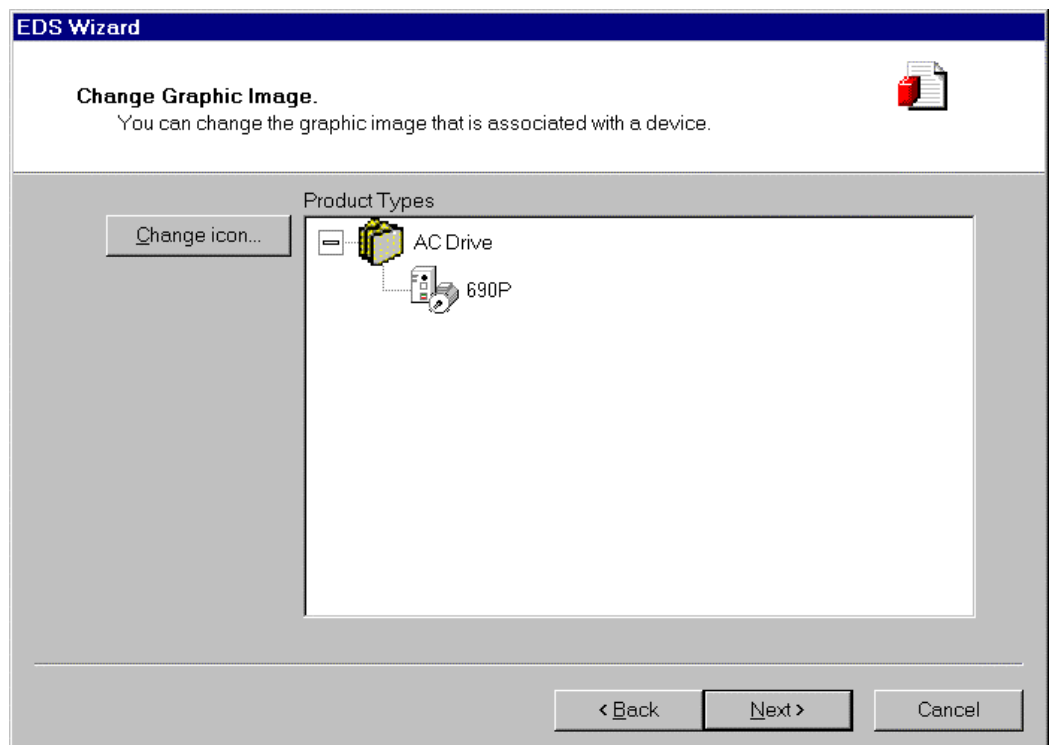 EDS Wizard
Change Graphic Image.
You can change the graphic image that is associated with a device.
Product Types
Change icon...
AC Drive
690P
< Back
Next >
Cancel